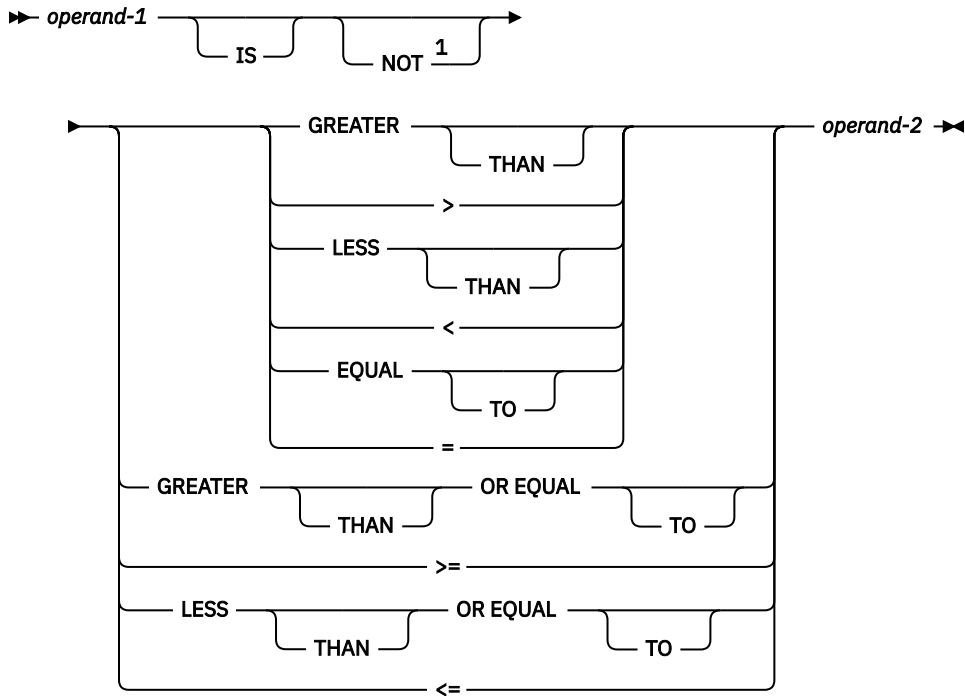 operand-1
IS NOT 1
GREATER operand-2
THAN
>
LESS
THAN
<
EQUAL
TO
=
GREATER OR EQUAL
THAN TO
>=
LESS OR EQUAL
THAN TO
<=